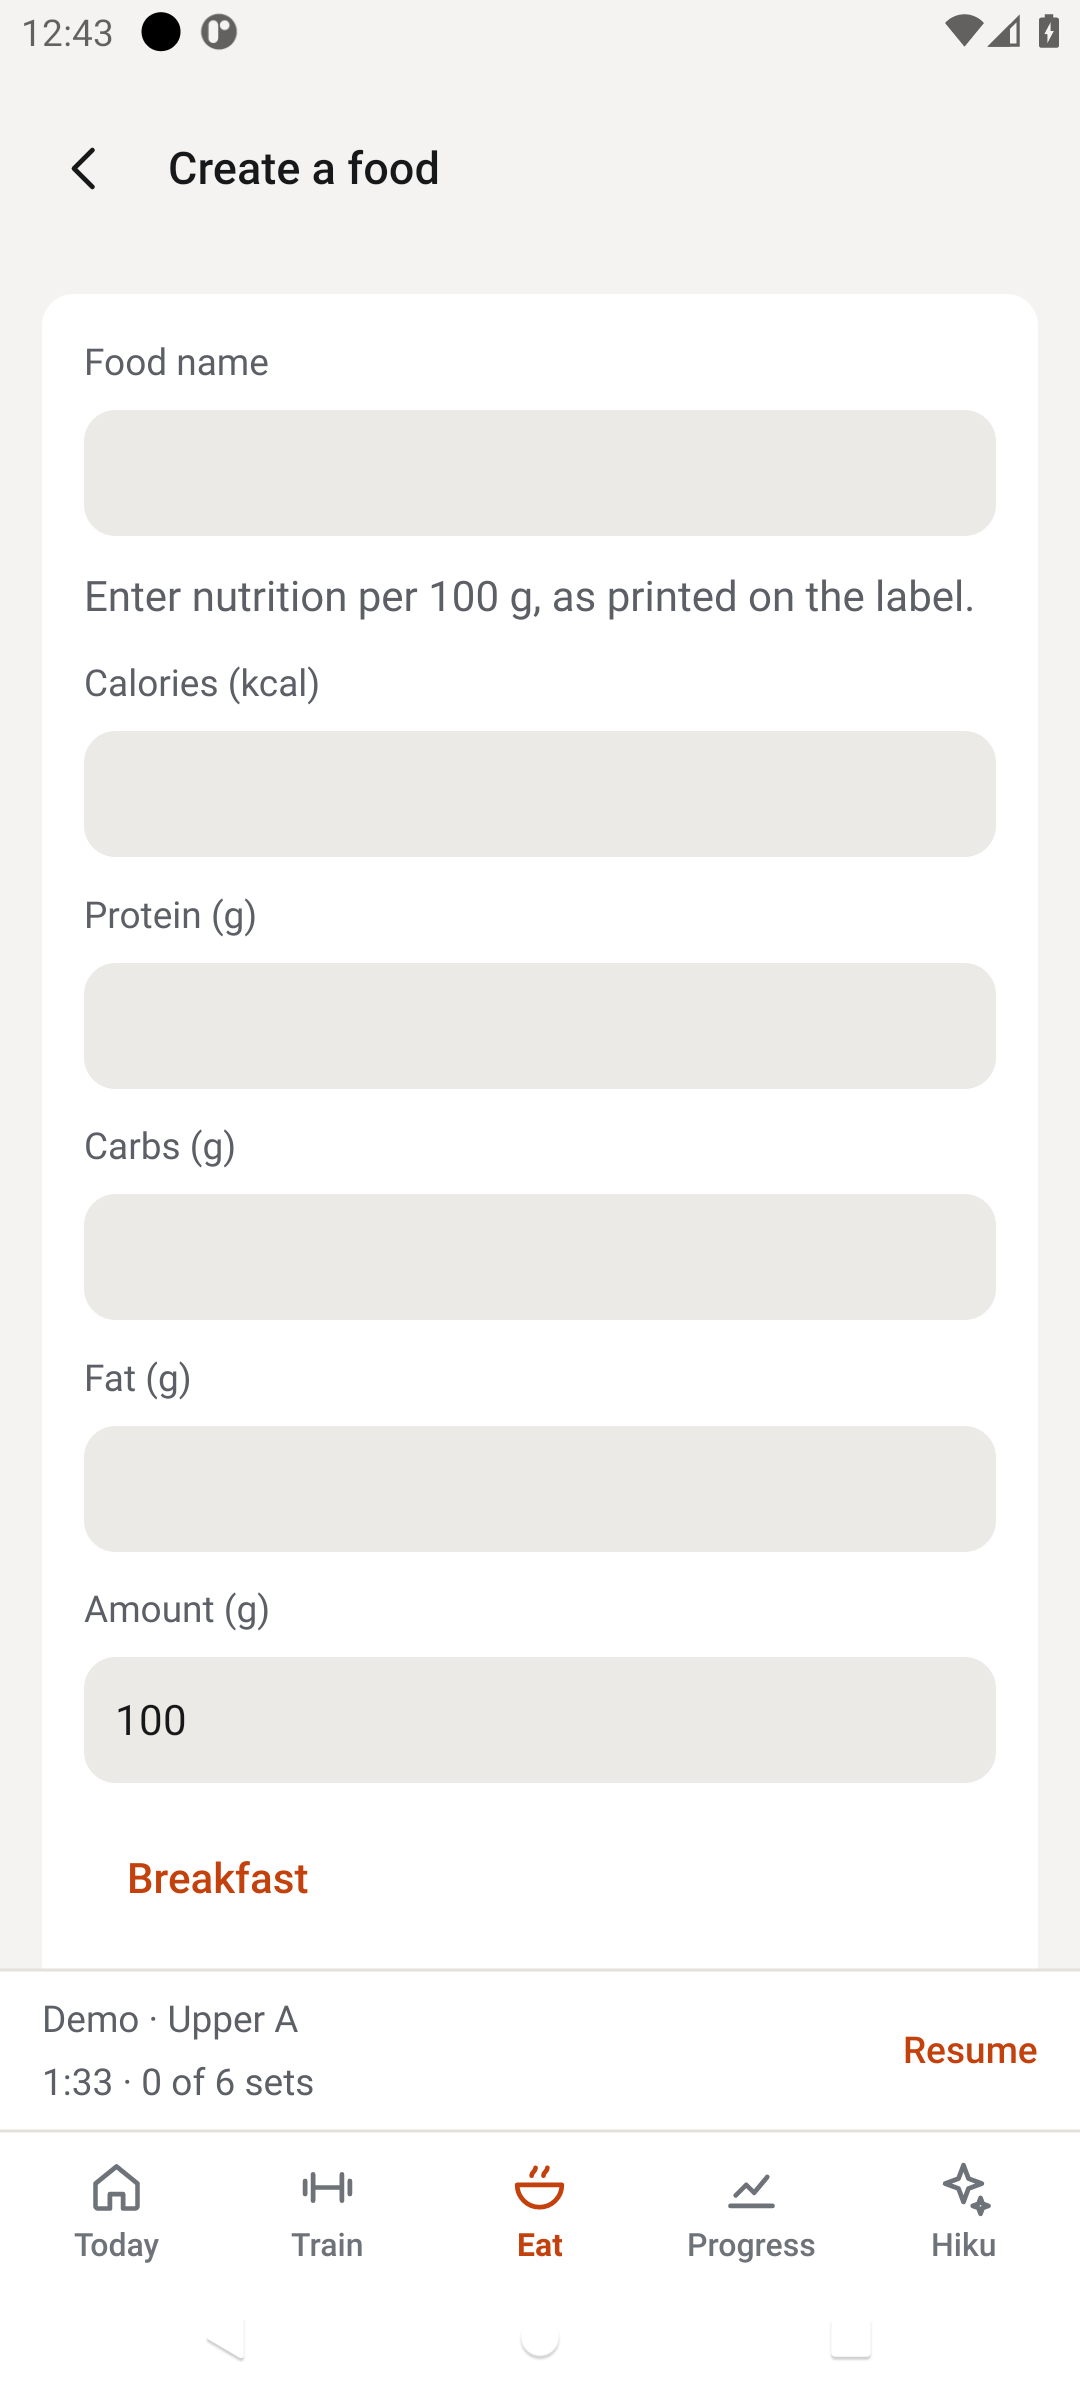 12:43
Create a food
Food name
Enter nutrition per 100 g, as printed on the label.
Calories (kcal)
Protein (g)
Carbs (g)
Fat (g)
Amount (g)
100
Breakfast
Demo · Upper A
1:33 · 0 of 6 sets
Resume
Today
Train
Eat
Progress
Hiku